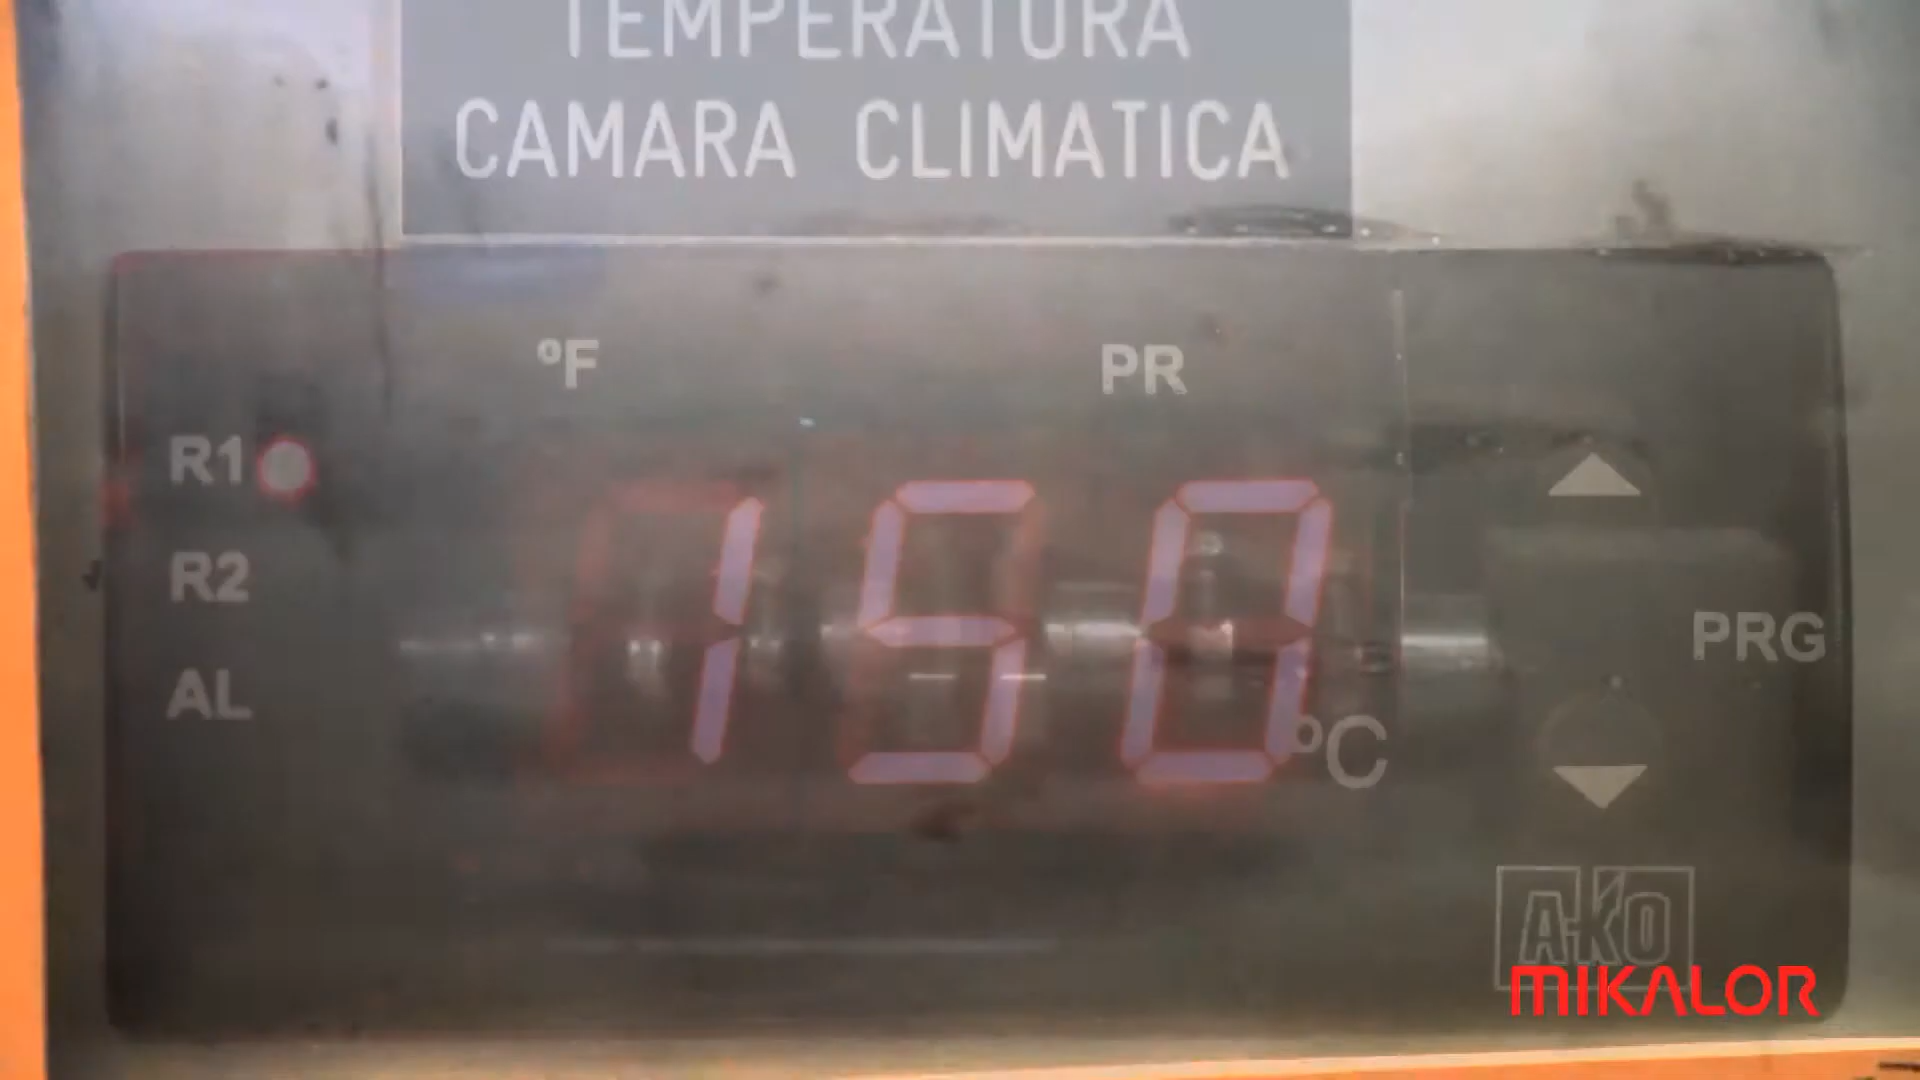 TEMPERATURA
CAMARA CLIMATICA
ºF
PR
R1
R2
AL
150
ºC
PRG
AKO
MIKALOR